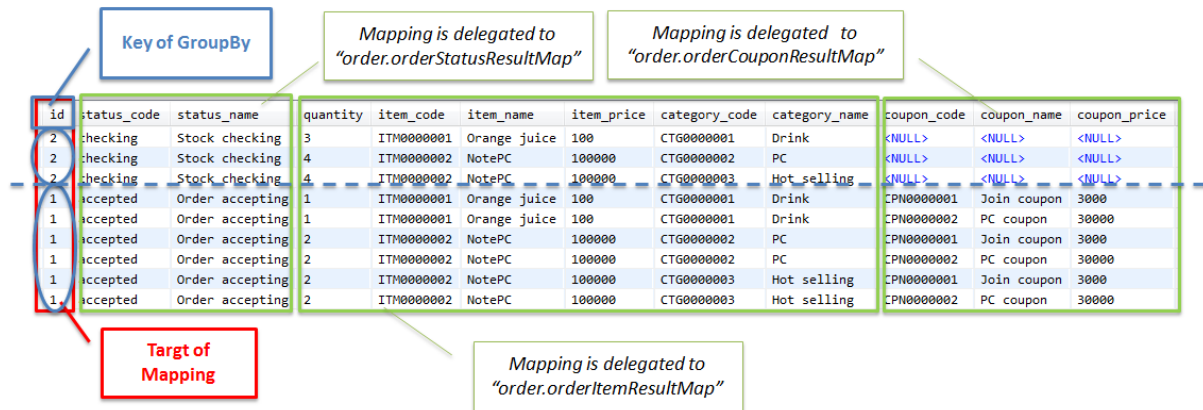 Key of GroupBy
Mapping is delegated to
“order.orderStatusResultMap”
Mapping is delegated to
“order.orderCouponResultMap”
id status_code status_name quantity item_code item_name item_price category_code category_name coupon_code coupon_name coupon_price
2 checking Stock checking 3 ITM0000001 Orange juice 100 CTG0000001 Drink <NULL> <NULL> <NULL>
2 checking Stock checking 4 ITM0000002 NotePC 100000 CTG0000002 PC <NULL> <NULL> <NULL>
2 checking Stock checking 4 ITM0000002 NotePC 100000 CTG0000003 Hot selling <NULL> <NULL> <NULL>
1 accepted Order accepting 1 ITM0000001 Orange juice 100 CTG0000001 Drink CPN0000001 Join coupon 3000
1 accepted Order accepting 1 ITM0000001 Orange juice 100 CTG0000001 Drink CPN0000002 PC coupon 30000
1 accepted Order accepting 2 ITM0000002 NotePC 100000 CTG0000002 PC CPN0000001 Join coupon 3000
1 accepted Order accepting 2 ITM0000002 NotePC 100000 CTG0000002 PC CPN0000002 PC coupon 30000
1 accepted Order accepting 2 ITM0000002 NotePC 100000 CTG0000003 Hot selling CPN0000001 Join coupon 3000
1 accepted Order accepting 2 ITM0000002 NotePC 100000 CTG0000003 Hot selling CPN0000002 PC coupon 30000
Targt of
Mapping
Mapping is delegated to
“order.orderItemResultMap”